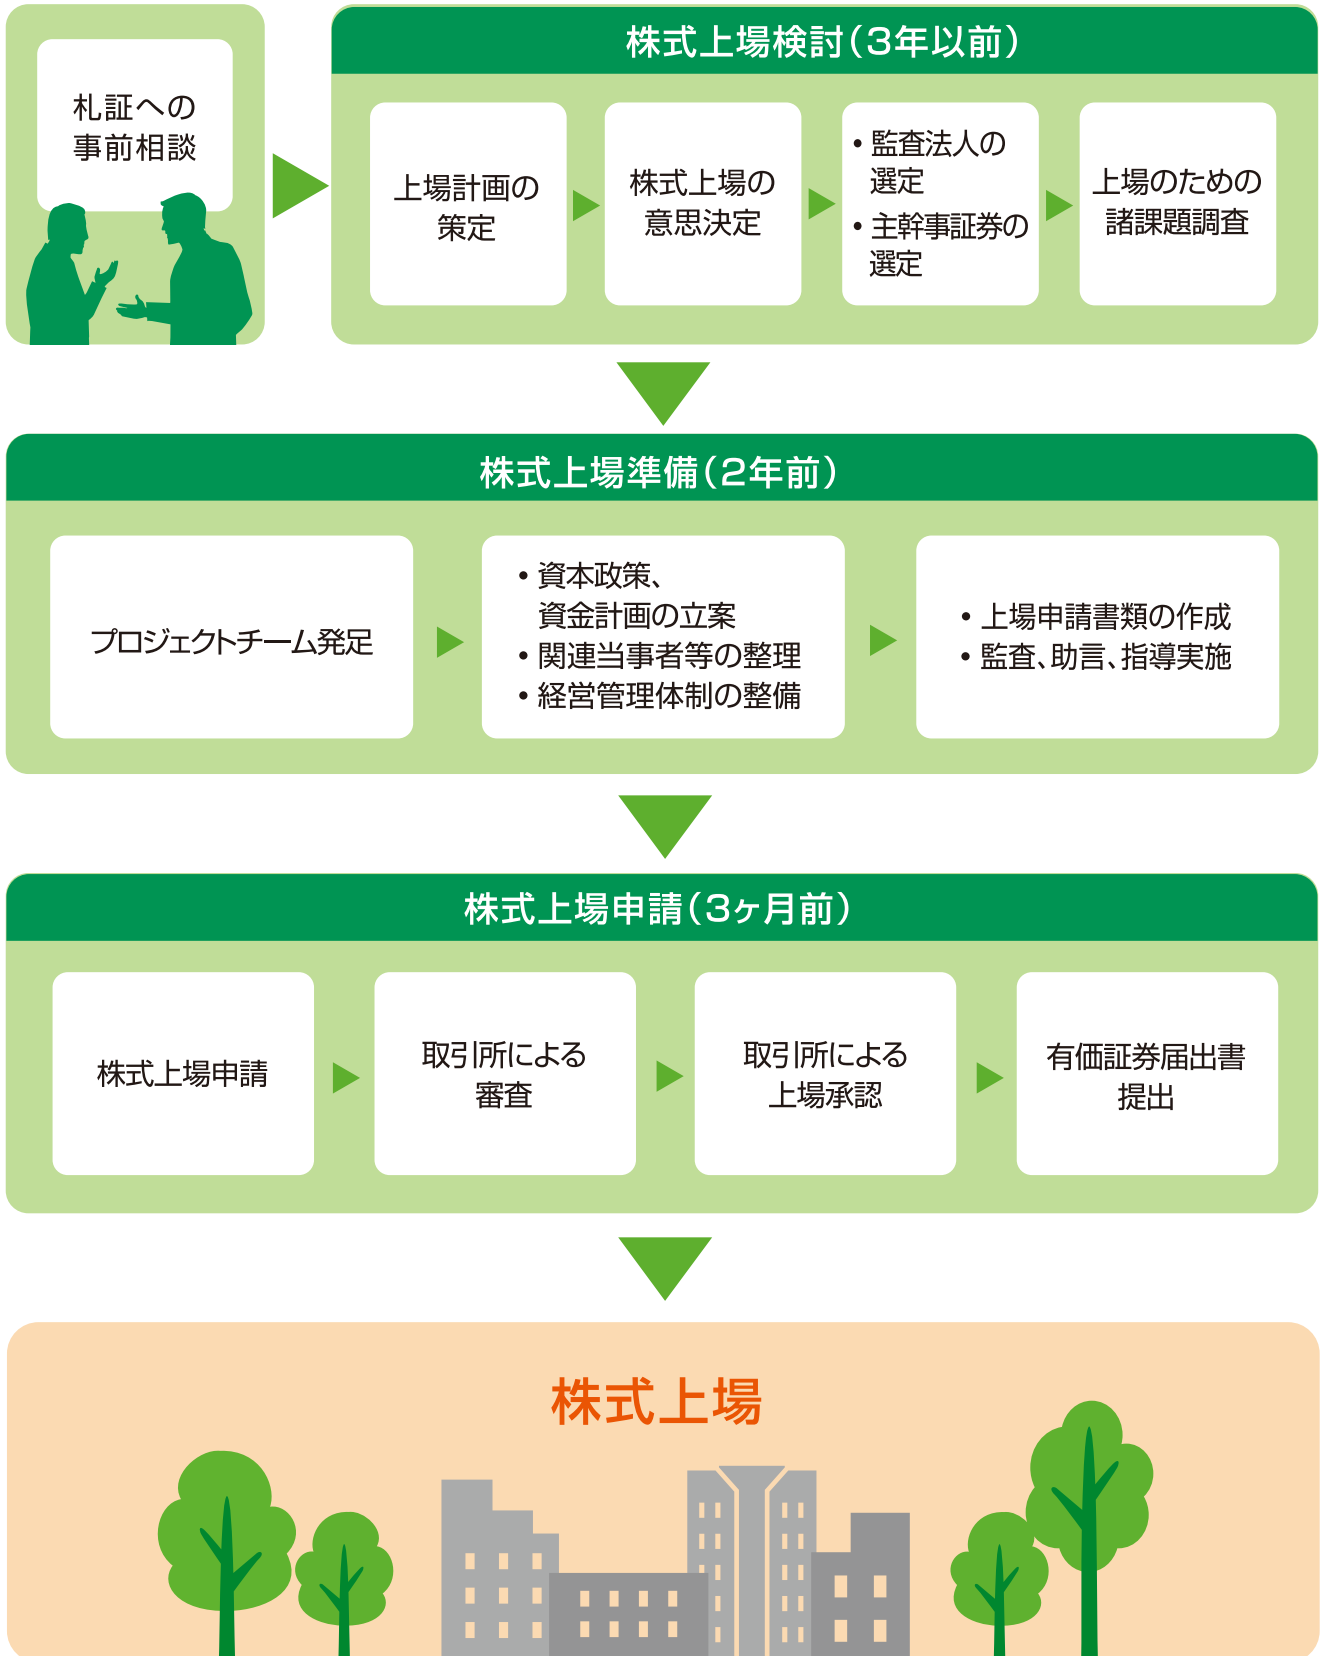 札証への
事前相談
株式上場検討（3年以前）
上場計画の
策定
株式上場の
意思決定
・監査法人の
選定
・主幹事証券の
選定
上場のための
諸課題調査
株式上場準備（2年前）
プロジェクトチーム発足
・資本政策、
資金計画の立案
・関連当事者等の整理
・経営管理体制の整備
・上場申請書類の作成
・監査、助言、指導実施
株式上場申請（3ヶ月前）
株式上場申請
取引所による
審査
取引所による
上場承認
有価証券届出書
提出
株式上場